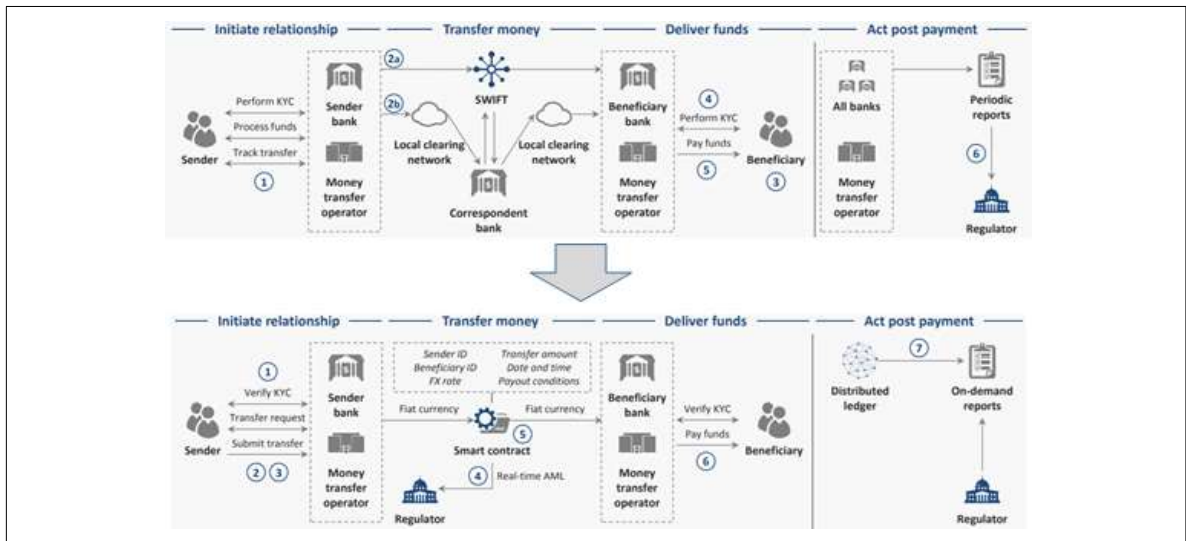 Initiate relationship
Transfer money
Deliver funds
Act post payment
Perform KYC
Process funds
Track transfer
1
Sender
Sender
bank
Money
transfer
operator
2a
2b
SWIFT
Local clearing
network
Local clearing
network
Correspondent
bank
Beneficiary
bank
Money
transfer
operator
4
Perform KYC
Pay funds
5
Beneficiary
3
All banks
Money
transfer
operator
Periodic
reports
6
Regulator
Initiate relationship
Transfer money
Deliver funds
Act post payment
1
Verify KYC
Transfer request
Submit transfer
2 3
Sender
Sender
bank
Money
transfer
operator
Sender ID
Beneficiary ID
FX rate
Transfer amount
Date and time
Payout conditions
Fiat currency
Fiat currency
5
Smart contract
4
Real-time AML
Regulator
Beneficiary
bank
Money
transfer
operator
Verify KYC
Pay funds
6
Beneficiary
7
Distributed
ledger
On-demand
reports
Regulator